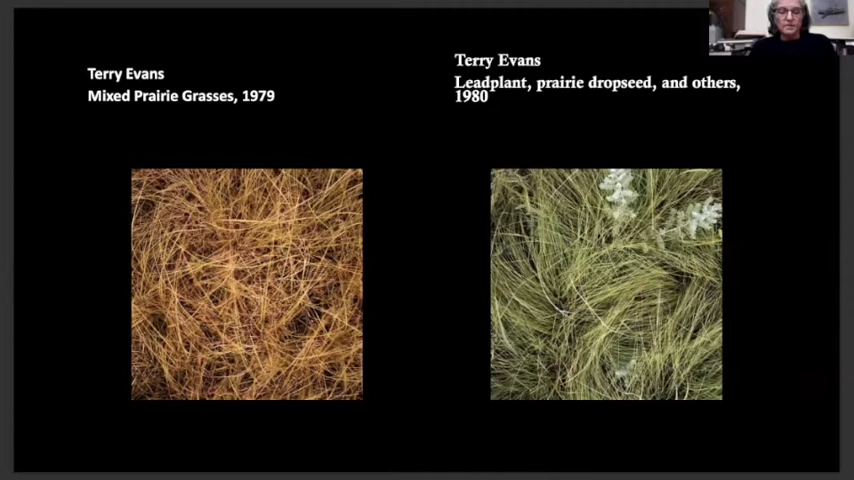 Terry Evans
Mixed Prairie Grasses, 1979
Terry Evans
Leadplant, prairie dropseed, and others,
1980